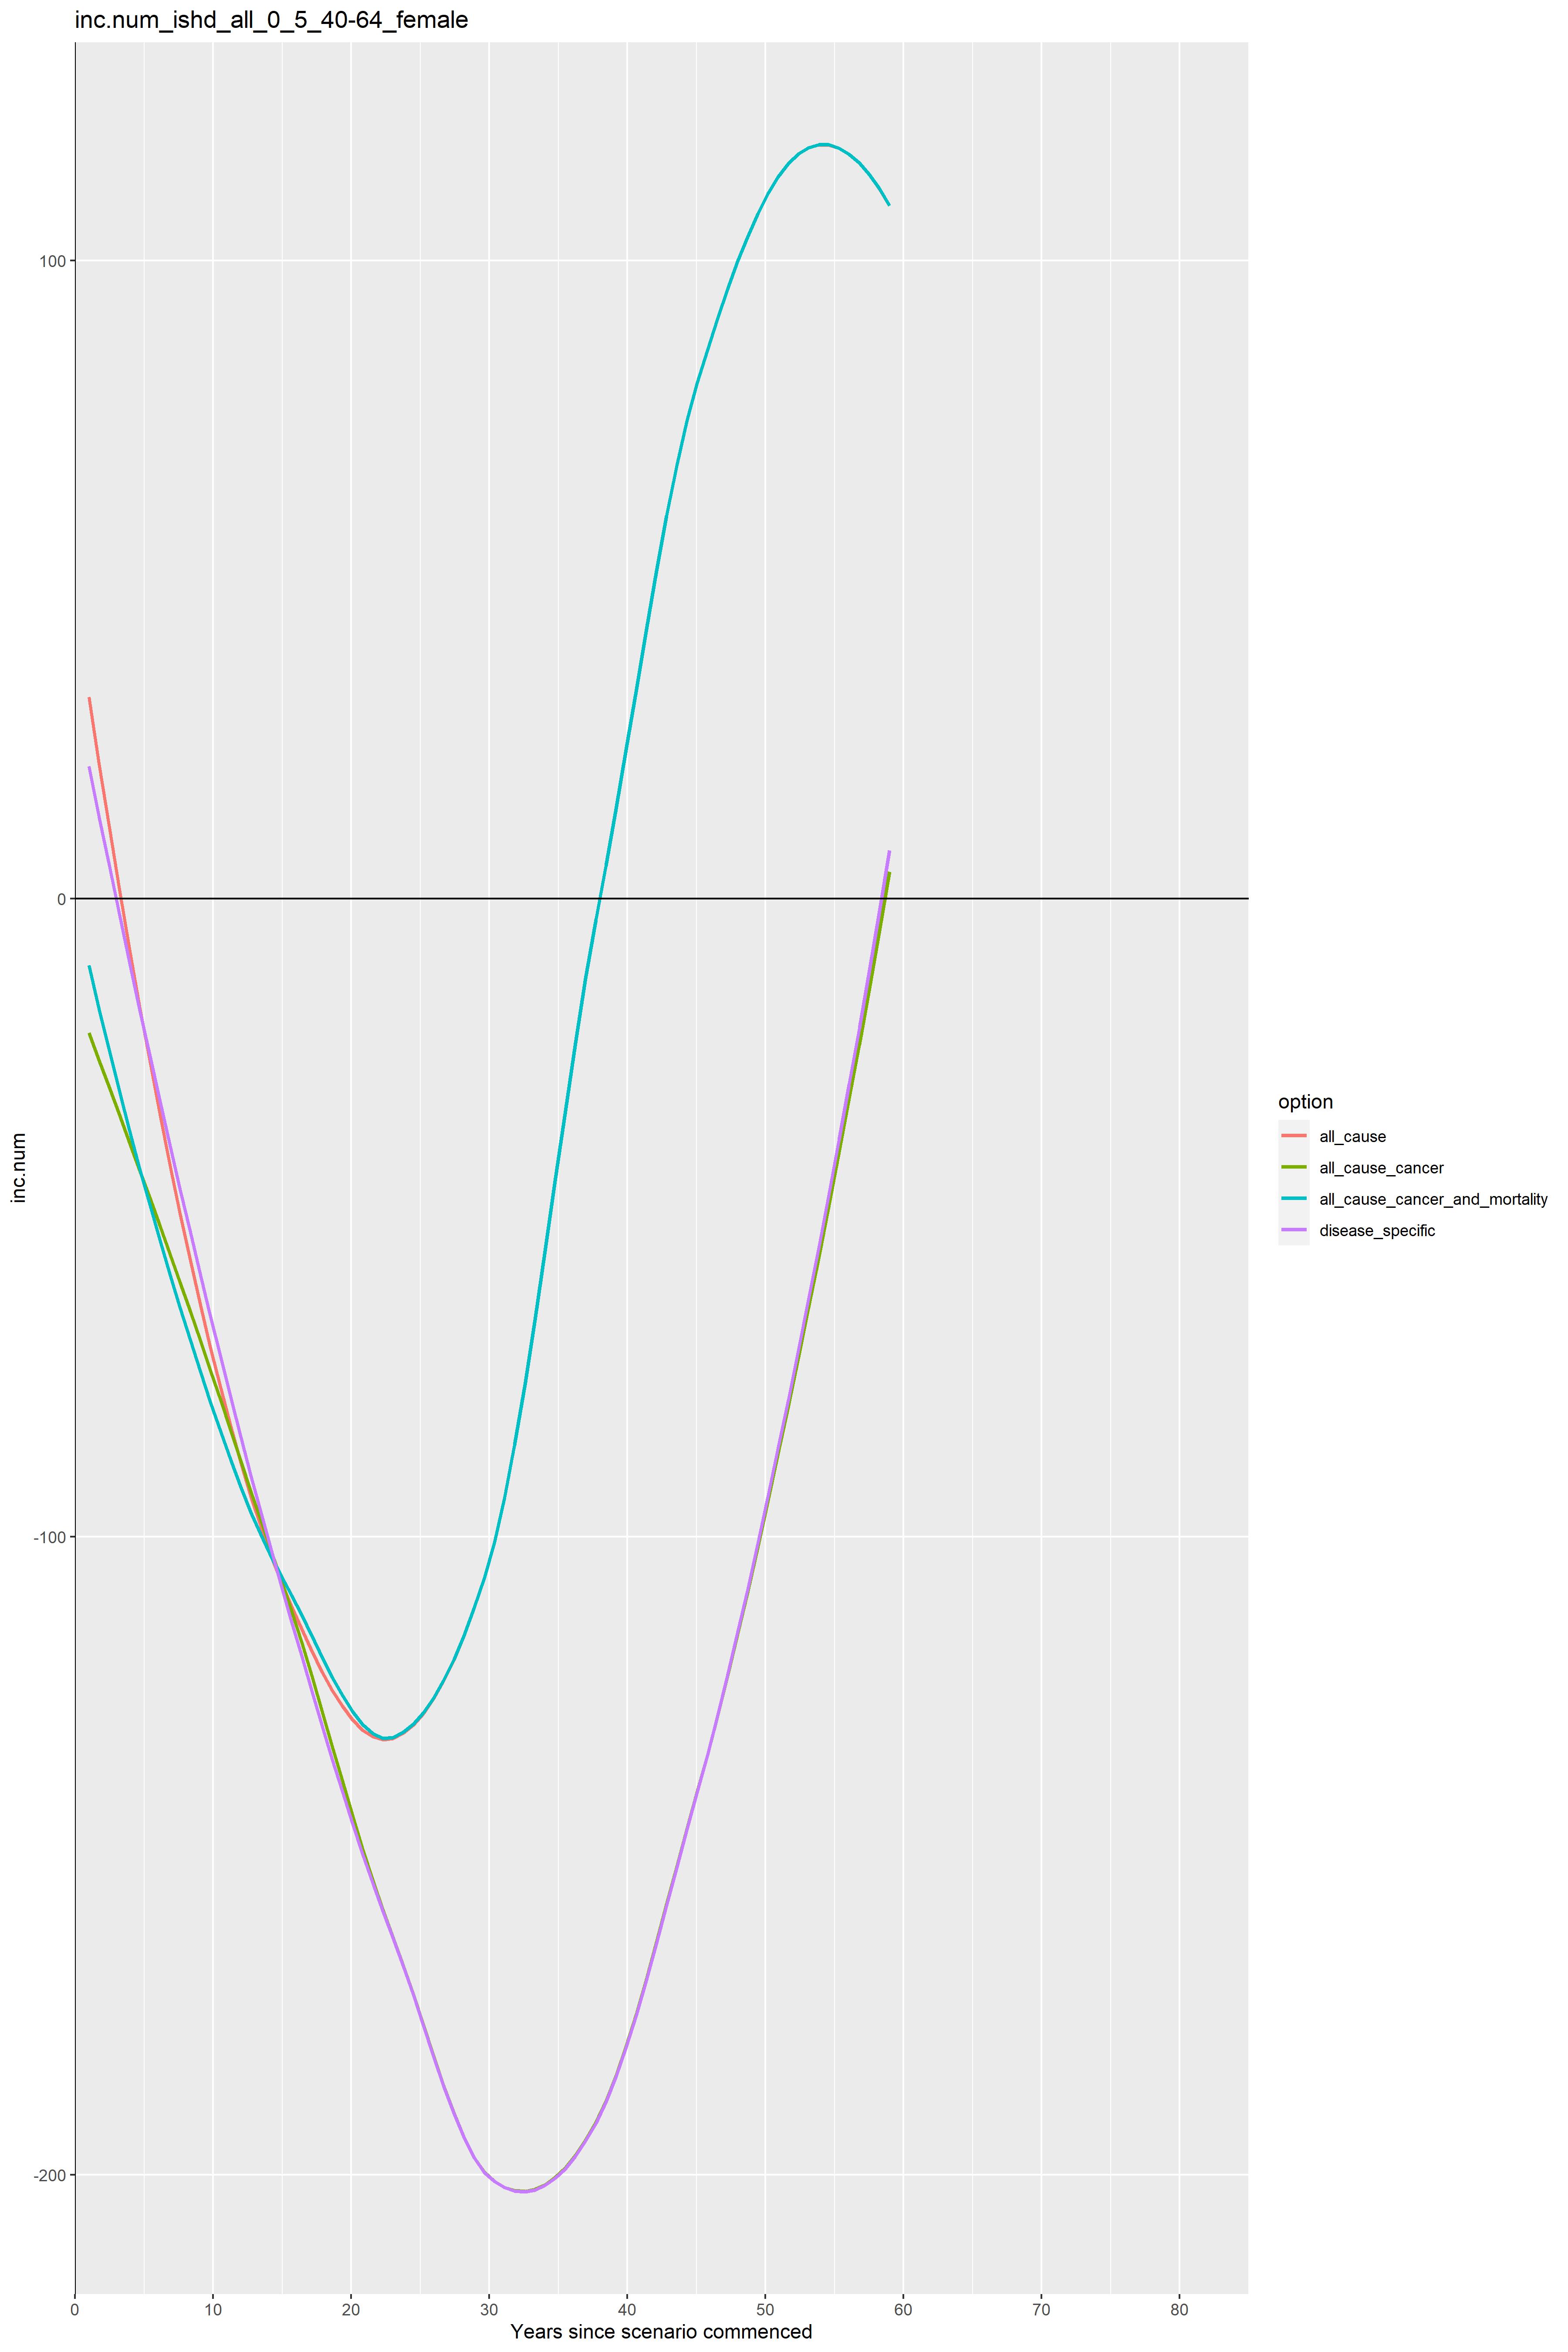 inc.num_ishd_all_0_5_40-64_female
100
0
-100
-200
inc.num
0 10 20 30 40 50 60 70 80
Years since scenario commenced
option
all_cause
all_cause_cancer
all_cause_cancer_and_mortality
disease_specific